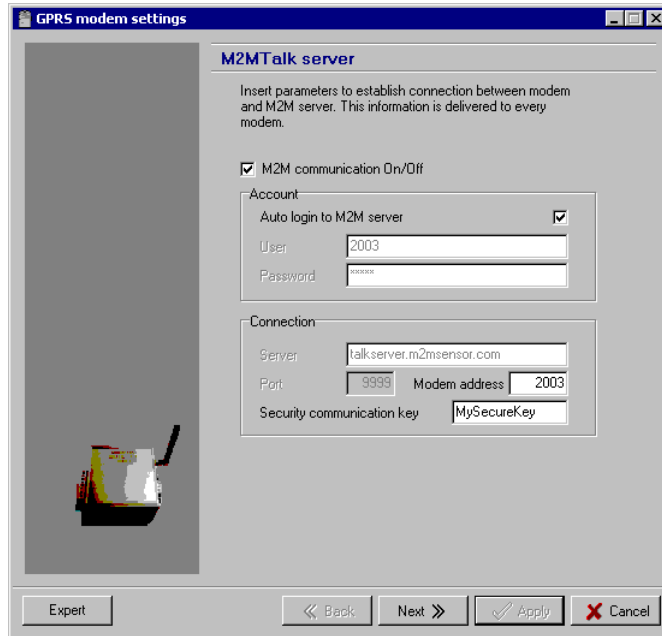 GPRS modem settings
M2MTalk server
Insert parameters to establish connection between modem
and M2M server. This information is delivered to every
modem.
M2M communication On/Off
Account
Auto login to M2M server
User 2003
Password xxxxx
Connection
Server talkserver.m2msensor.com
Port 9999 Modem address 2003
Security communication key MySecureKey
Expert Back Next Apply Cancel